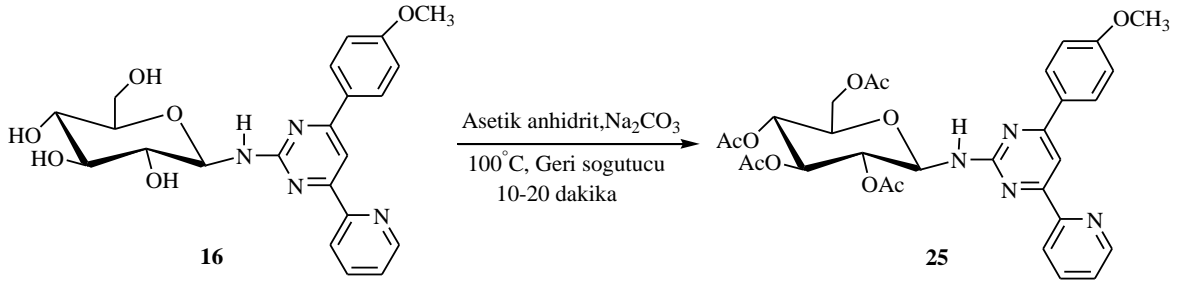 OCH3
OH
O
H
N
N
N
HO
HO
OH
N
16
Asetik anhidrit,Na2CO3
100°C, Geri sogutucu
10-20 dakika
OCH3
OAc
O
H
N
N
N
AcO
AcO
OAc
N
25